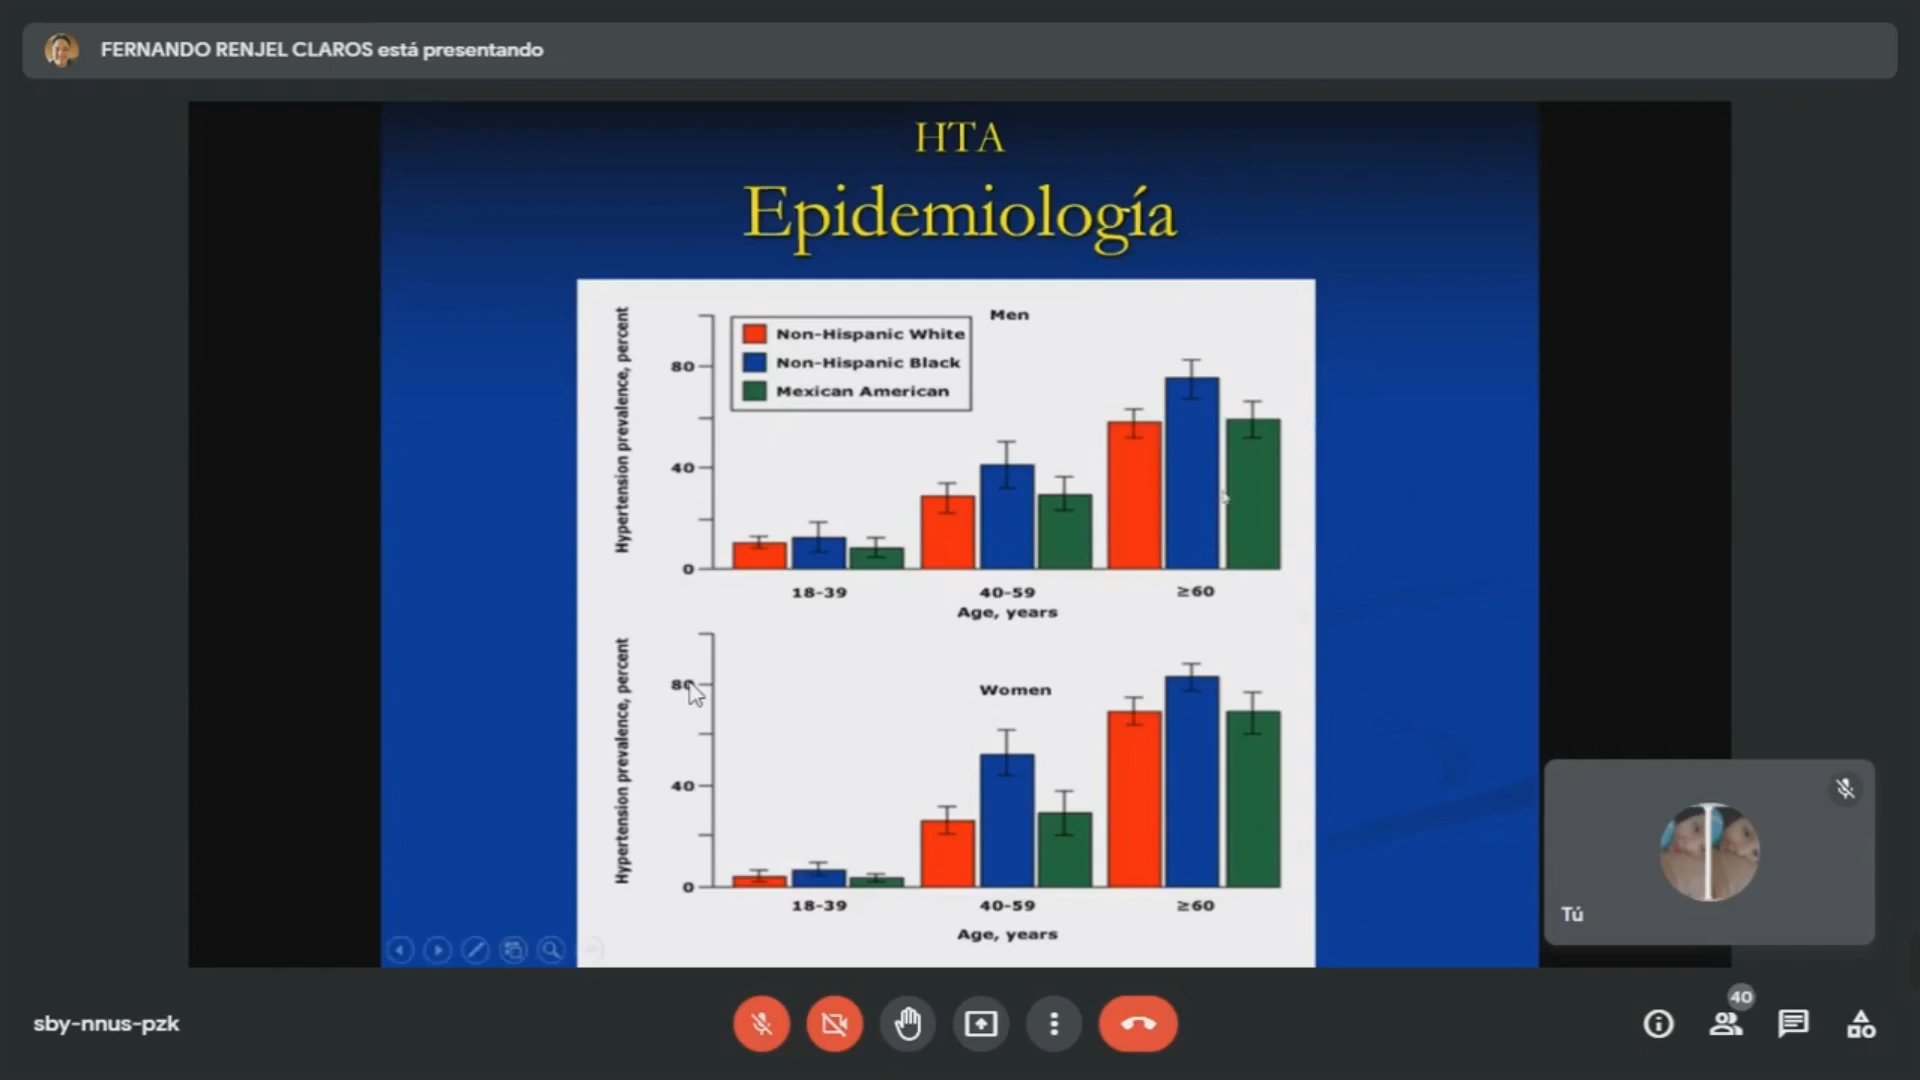 FERNANDO RENJEL CLAROS está presentando
HTA
Epidemiología
Men
Non-Hispanic White
Non-Hispanic Black
Mexican American
Hypertension prevalence, percent
80
40
0
18-39
40-59
≥60
Age, years
Women
Hypertension prevalence, percent
80
40
0
18-39
40-59
≥60
Age, years
Tú
sby-nnus-pzk
40